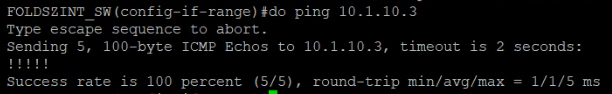 FOLDSZINT_SW(config-if-range)#do ping 10.1.10.3
Type escape sequence to abort.
Sending 5, 100-byte ICMP Echos to 10.1.10.3, timeout is 2 seconds:
!!!!!
Success rate is 100 percent (5/5), round-trip min/avg/max = 1/1/5 ms